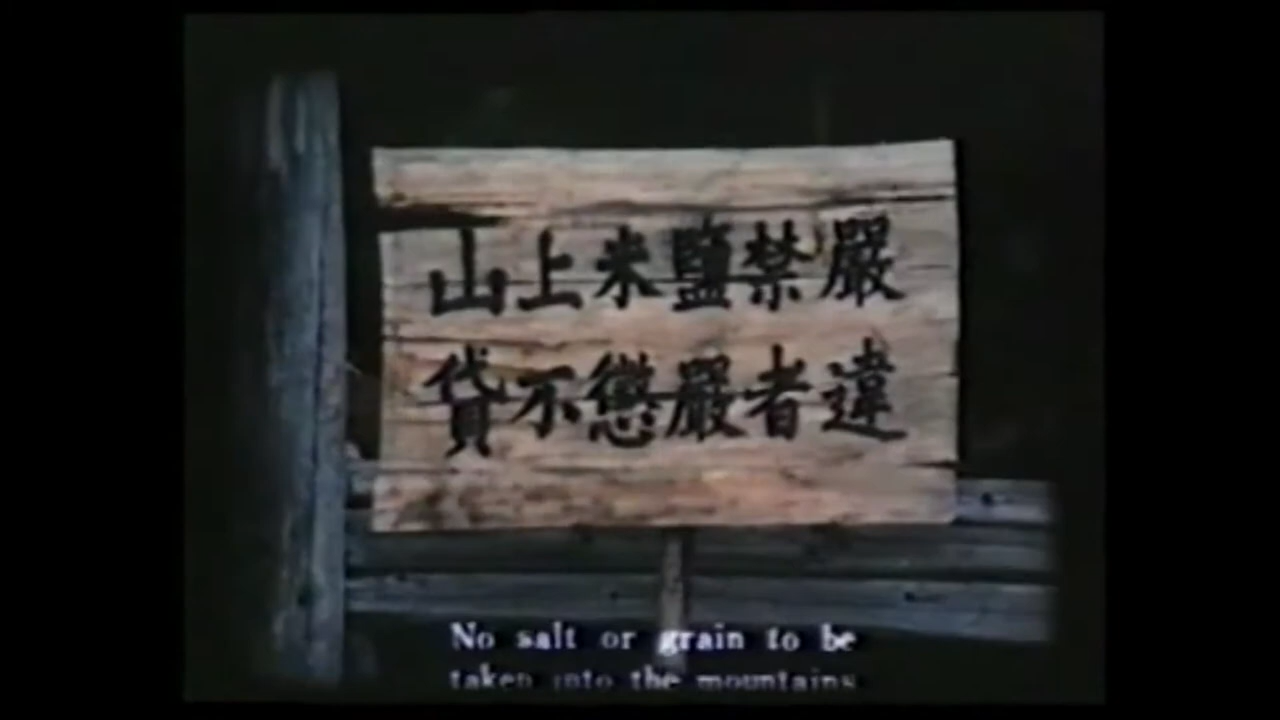 嚴禁鹽米上山
違者嚴懲不貸
No salt or grain to be
taken into the mountains